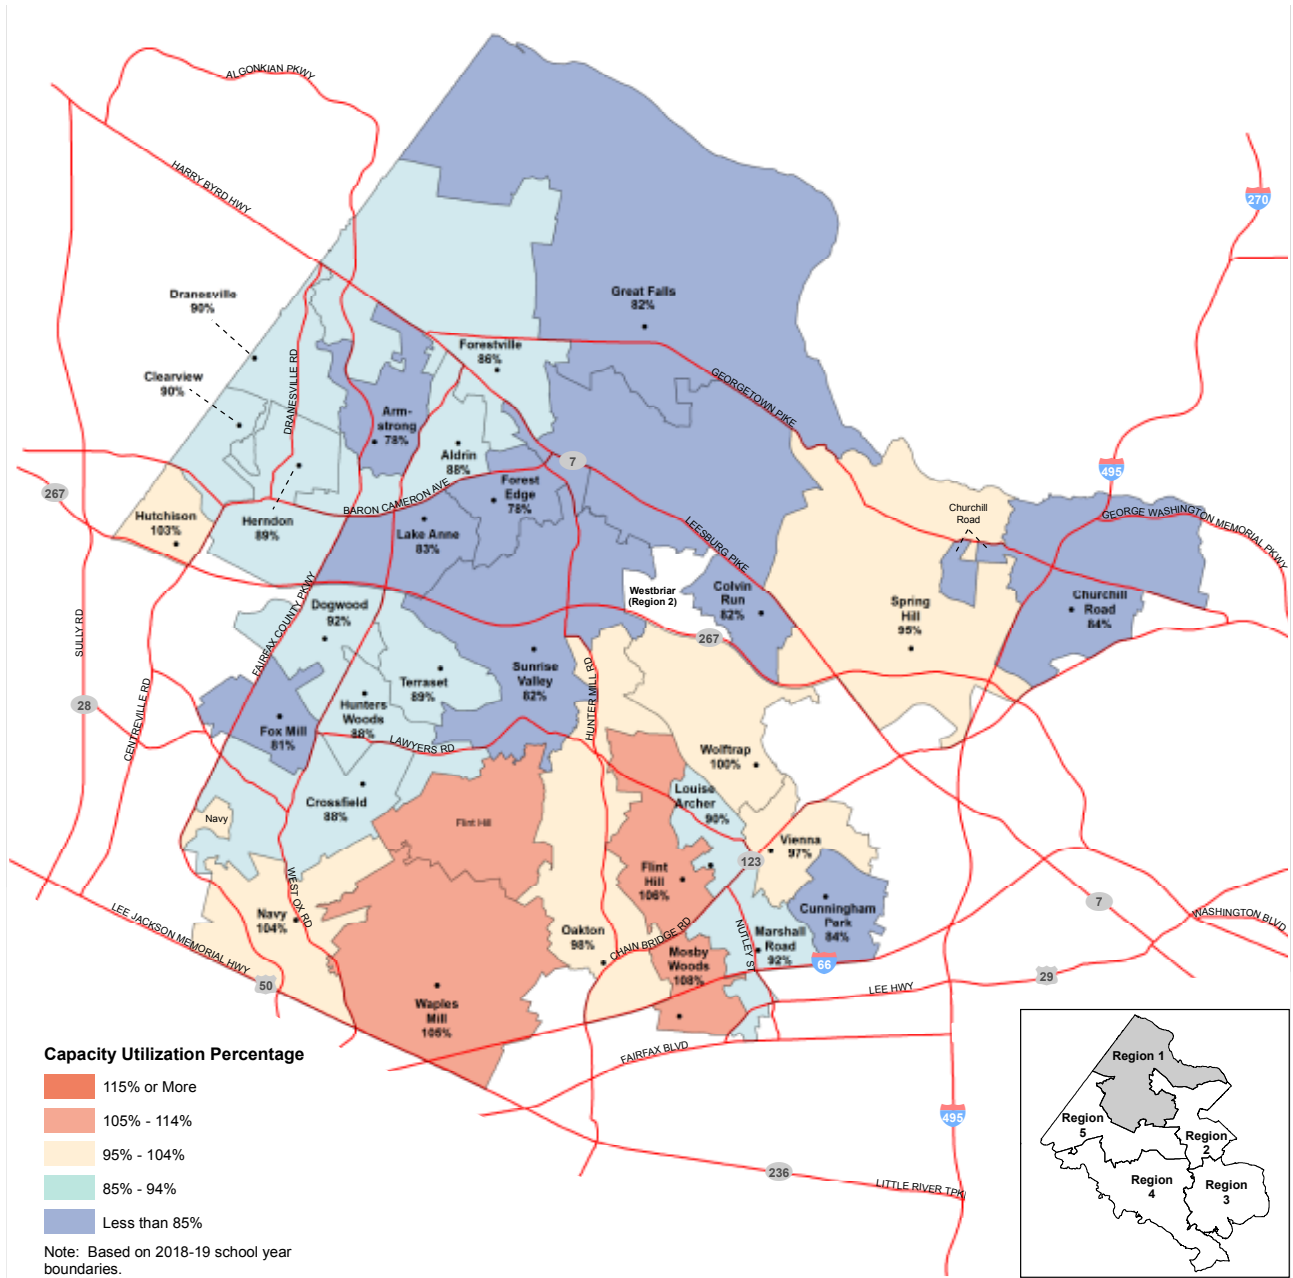 ALGONKIAN PKWY
HARRY BYRD HWY
270
Dranesville
90%
Great Falls
82%
Clearview
90%
DRANESVILLE RD
Forestville
86%
GEORGETOWN PIKE
Arm-
strong
78%
Aldrin
88%
7
495
267
BARON CAMERON AVE
Forest
Edge
78%
Hutchison
103%
Herndon
89%
Lake Anne
83%
LEESBURG PIKE
Churchill
Road
GEORGE WASHINGTON MEMORIAL PKWY
Westbriar
(Region 2)
Colvin
Run
82%
Spring
Hill
95%
Churchill
Road
84%
SULLY RD
FAIRFAX COUNTY PKWY
Dogwood
92%
267
HUNTER MILL RD
Sunrise
Valley
82%
Terraset
89%
28
CENTREVILLE RD
Hunters
Woods
88%
Fox Mill
81%
LAWYERS RD
Wolftrap
100%
Louise
Archer
90%
Crossfield
88%
Navy
Flint Hill
Vienna
97%
123
Flint
Hill
106%
WEST OX RD
Cunningham
Park
84%
7
WASHINGTON BLVD
LEE JACKSON MEMORIAL HWY
Navy
104%
Oakton
98%
CHAIN BRIDGE RD
NUTLEY ST
Marshall
Road
92%
Mosby
Woods
108%
66
29
LEE HWY
50
Waples
Mill
105%
FAIRFAX BLVD
495
236
LITTLE RIVER TPK
Capacity Utilization Percentage
115% or More
105% - 114%
95% - 104%
85% - 94%
Less than 85%
Note:  Based on 2018-19 school year
boundaries.
Region 1
Region
5
Region
2
Region
4
Region
3